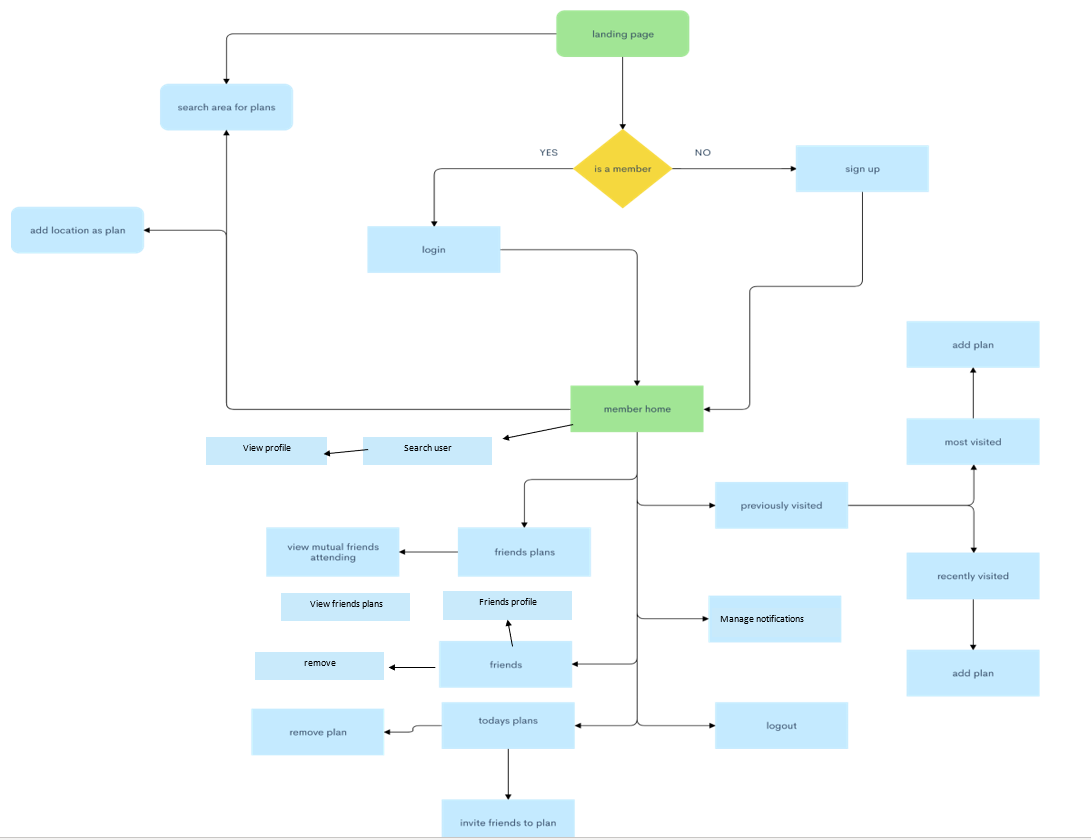 landing page
search area for plans
YES
NO
is a member
sign up
add location as plan
login
add plan
member home
View profile
Search user
most visited
previously visited
view mutual friends
attending
friends plans
recently visited
View friends plans
Friends profile
Manage notifications
remove
friends
add plan
todays plans
remove plan
logout
invite friends to plan